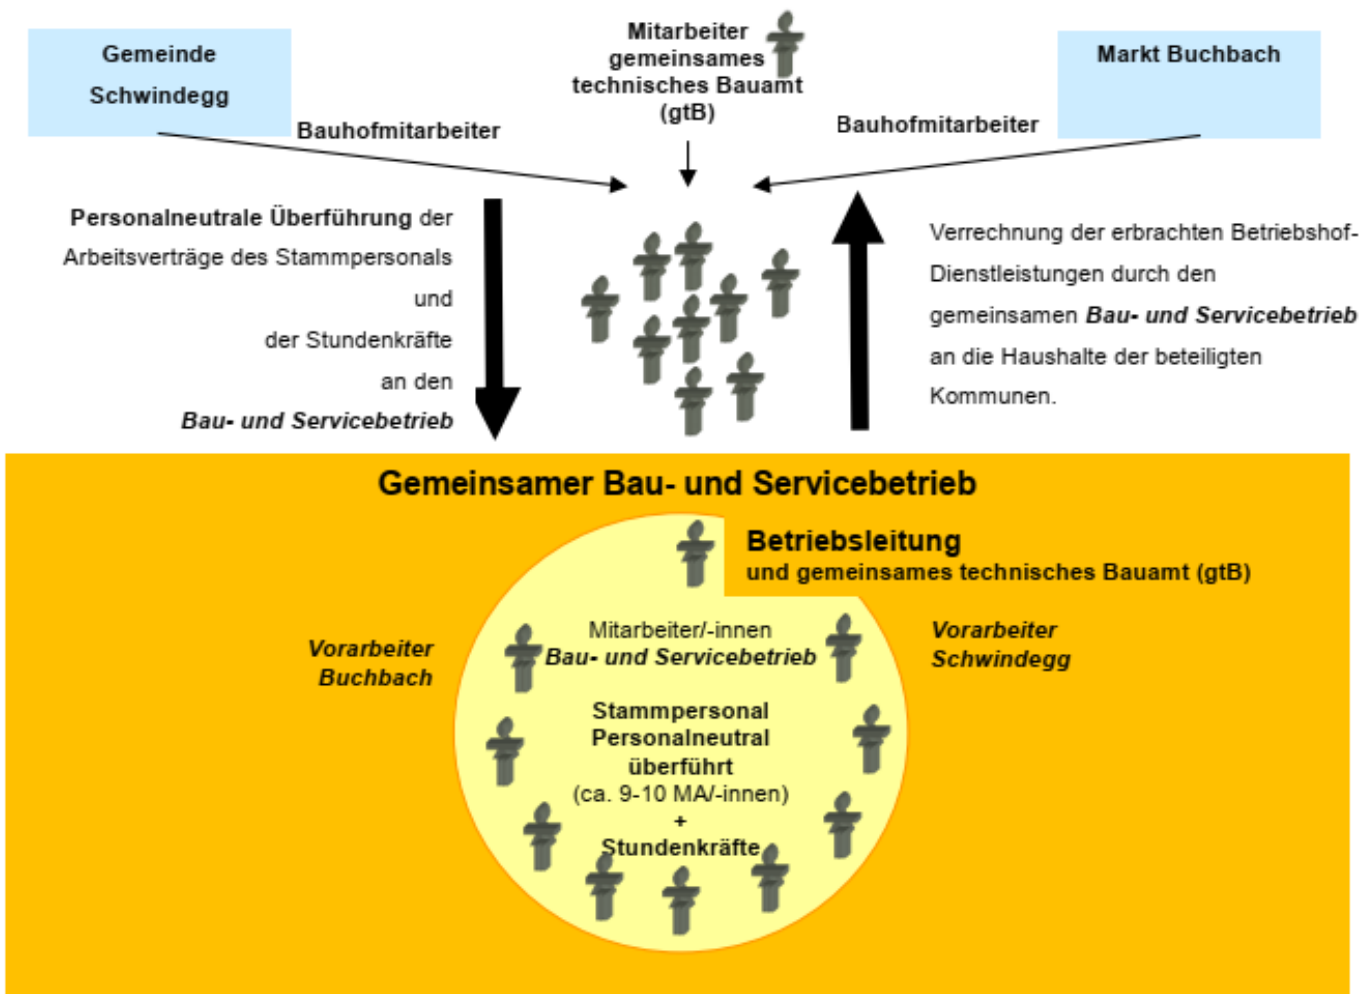 Gemeinde
Schwindegg
Mitarbeiter
gemeinsames
technisches Bauamt
(gtB)
Markt Buchbach
Bauhofmitarbeiter
Bauhofmitarbeiter
Personalneutrale Überführung der
Arbeitsverträge des Stammpersonals
und
der Stundenkräfte
an den
Bau- und Servicebetrieb
Verrechnung der erbrachten Betriebshof-
Dienstleistungen durch den
gemeinsamen Bau- und Servicebetrieb
an die Haushalte der beteiligten
Kommunen.
Gemeinsamer Bau- und Servicebetrieb
Betriebsleitung
und gemeinsames technisches Bauamt (gtB)
Vorarbeiter
Buchbach
Mitarbeiter/-innen
Bau- und Servicebetrieb
Vorarbeiter
Schwindegg
Stammpersonal
Personalneutral
überführt
(ca. 9-10 MA/-innen)
+
Stundenkräfte